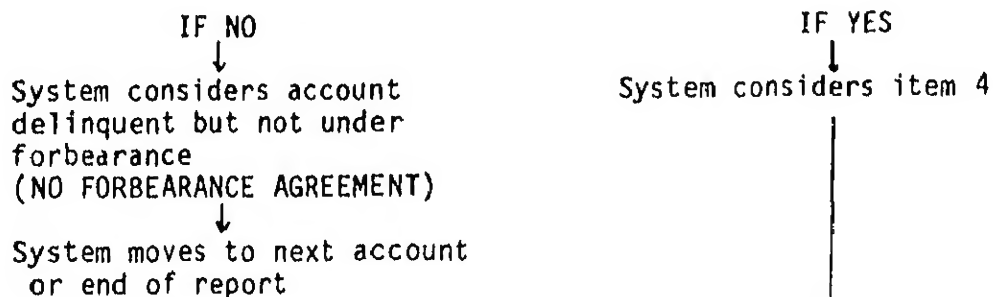 IF NO
System considers account
delinquent but not under
forbearance
(NO FORBEARANCE AGREEMENT)
System moves to next account
or end of report
IF YES
System considers item 4